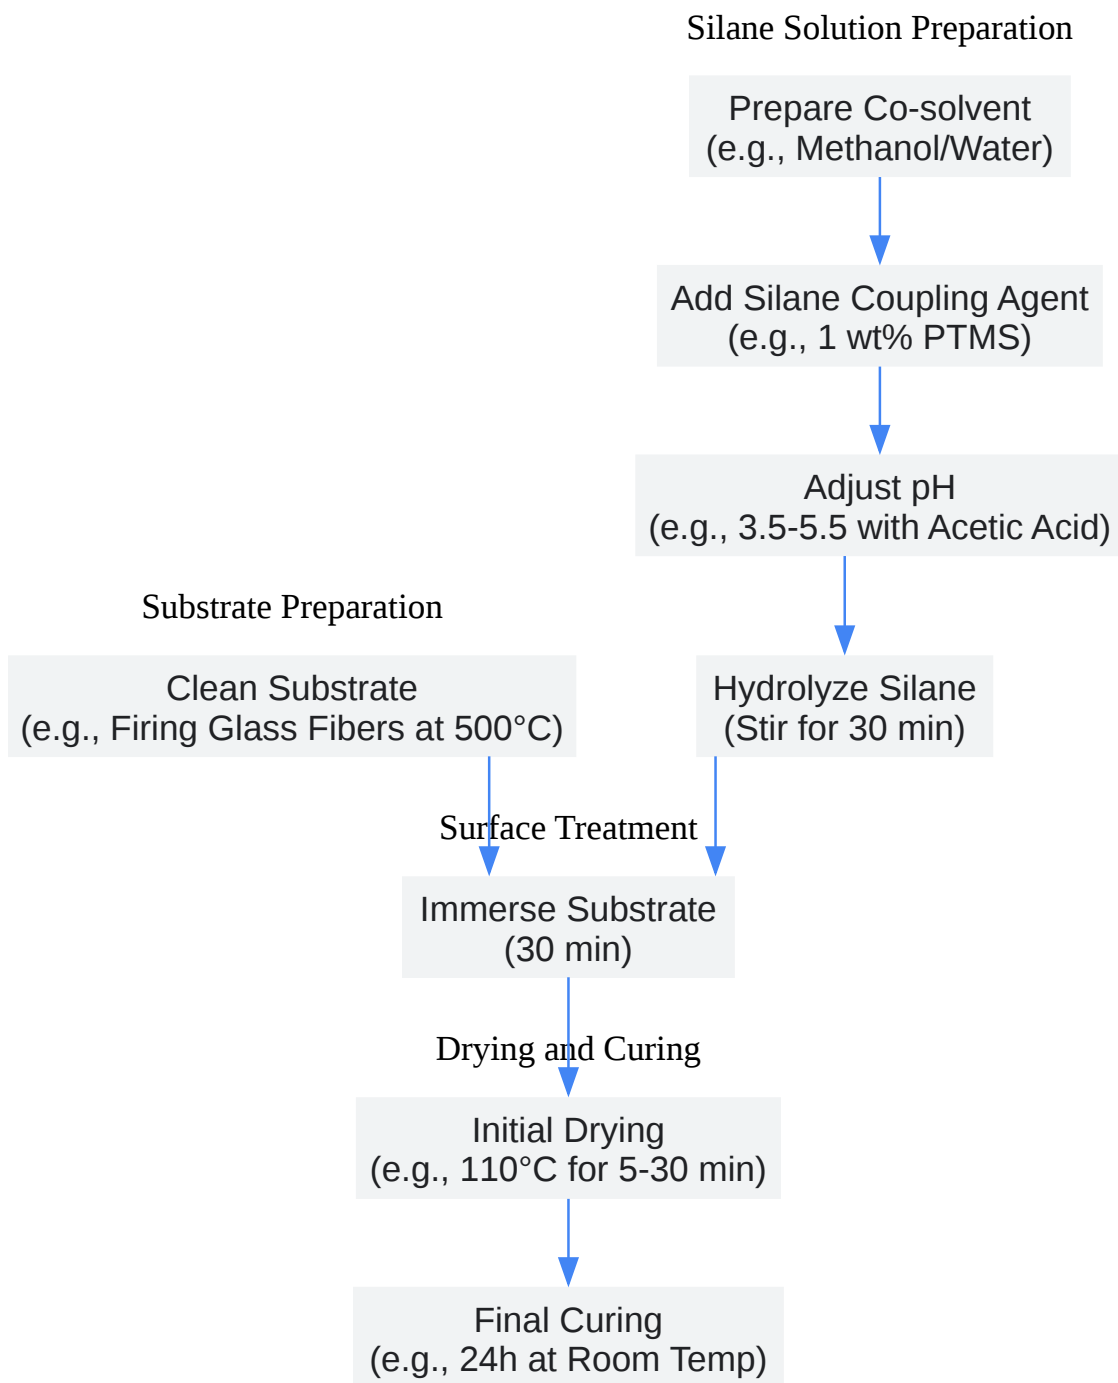 Silane Solution Preparation
Prepare Co-solvent
(e.g., Methanol/Water)
Add Silane Coupling Agent
(e.g., 1 wt% PTMS)
Adjust pH
(e.g., 3.5-5.5 with Acetic Acid)
Substrate Preparation
Clean Substrate
(e.g., Firing Glass Fibers at 500°C)
Hydrolyze Silane
(Stir for 30 min)
Surface Treatment
Immerse Substrate
(30 min)
Drying and Curing
Initial Drying
(e.g., 110°C for 5-30 min)
Final Curing
(e.g., 24h at Room Temp)